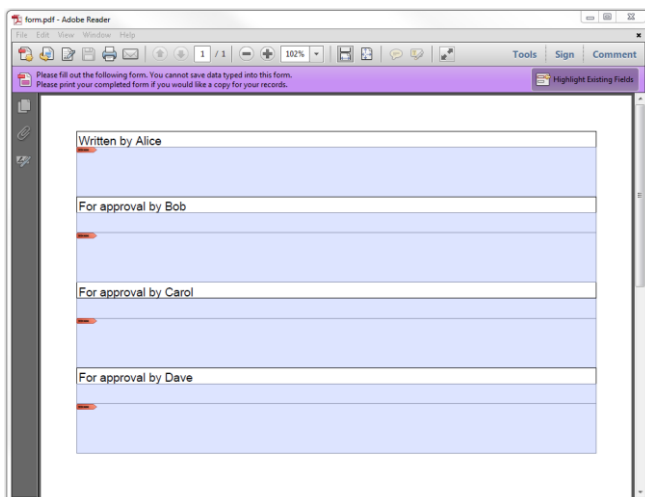 form.pdf - Adobe Reader
File Edit View Window Help
1 / 1 102% Tools Sign Comment
Please fill out the following form. You cannot save data typed into this form.
Please print your completed form if you would like a copy for your records.
Highlight Existing Fields
Written by Alice
For approval by Bob
For approval by Carol
For approval by Dave